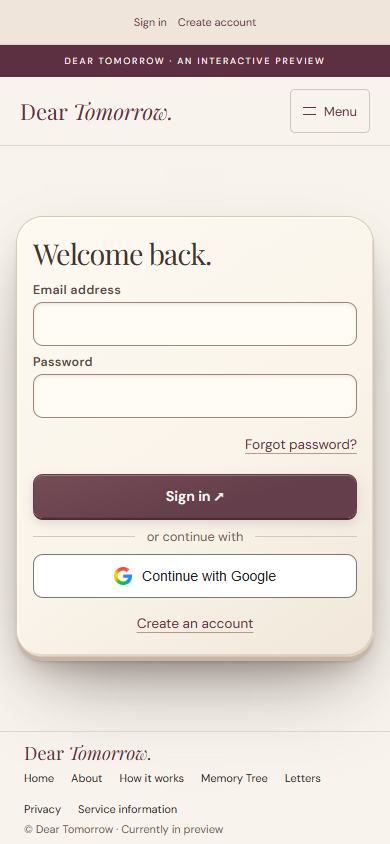 Sign in Create account
DEAR TOMORROW · AN INTERACTIVE PREVIEW
Dear Tomorrow.
Menu
Welcome back.
Email address
Password
Forgot password?
Sign in ↗
or continue with
Continue with Google
Create an account
Dear Tomorrow.
Home About How it works Memory Tree Letters
Privacy Service information
© Dear Tomorrow · Currently in preview